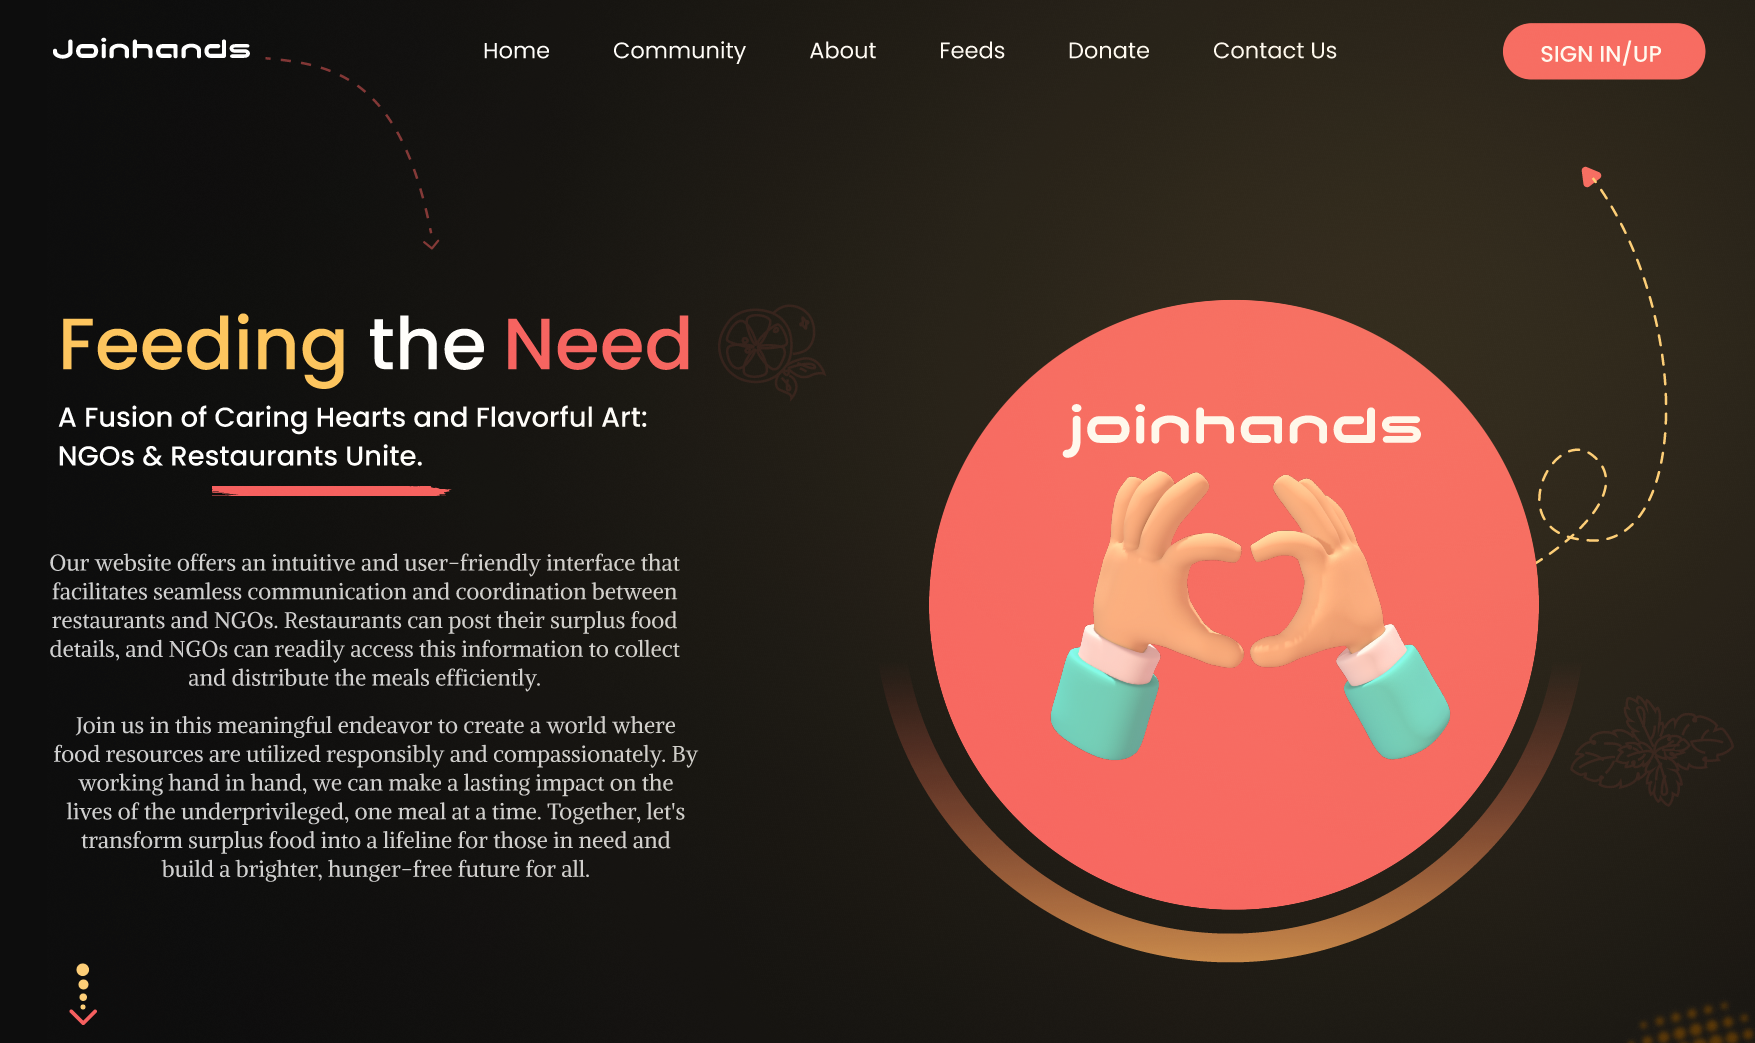 Joinhands
Home Community About Feeds Donate Contact Us
SIGN IN/UP
Feeding the Need
A Fusion of Caring Hearts and Flavorful Art:
NGOs & Restaurants Unite.
Our website offers an intuitive and user-friendly interface that
facilitates seamless communication and coordination between
restaurants and NGOs. Restaurants can post their surplus food
details, and NGOs can readily access this information to collect
and distribute the meals efficiently.
Join us in this meaningful endeavor to create a world where
food resources are utilized responsibly and compassionately. By
working hand in hand, we can make a lasting impact on the
lives of the underprivileged, one meal at a time. Together, let's
transform surplus food into a lifeline for those in need and
build a brighter, hunger-free future for all.
joinhands